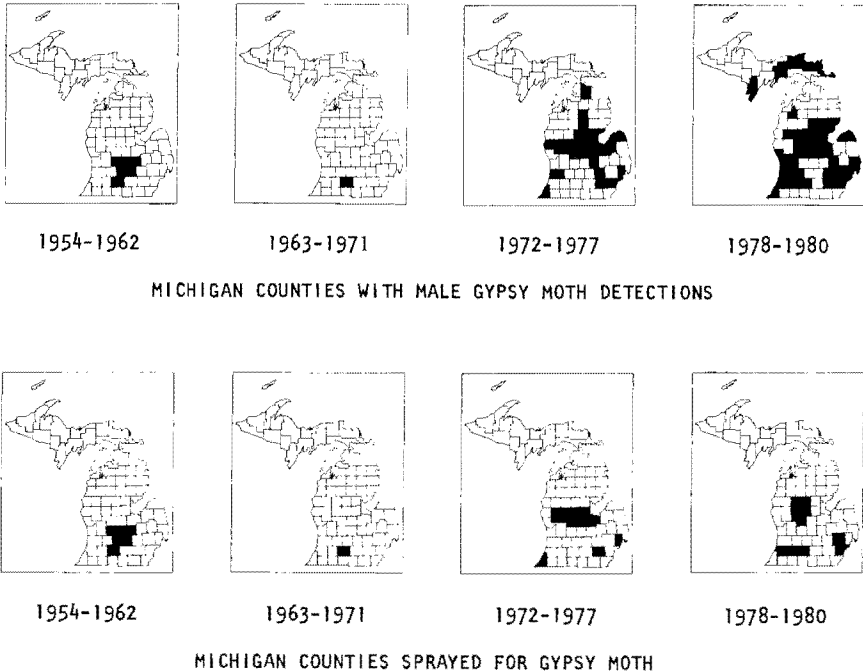 1954-1962 1963-1971 1972-1977 1978-1980
MICHIGAN COUNTIES WITH MALE GYPSY MOTH DETECTIONS
1954-1962 1963-1971 1972-1977 1978-1980
MICHIGAN COUNTIES SPRAYED FOR GYPSY MOTH